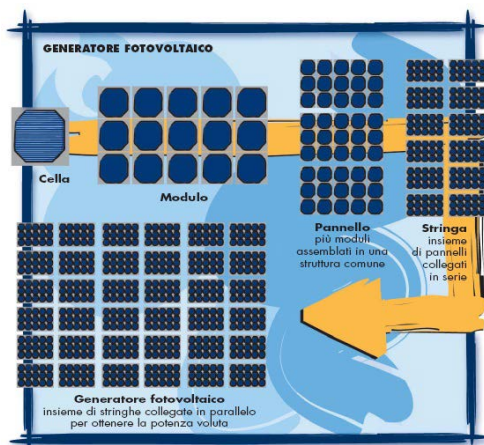 GENERATORE FOTOVOLTAICO
Cella
Modulo
Pannello
più moduli
assemblati in una
struttura comune
Stringa
insieme
di pannelli
collegati
in serie
Generatore fotovoltaico
insieme di stringhe collegate in parallelo
per ottenere la potenza voluta